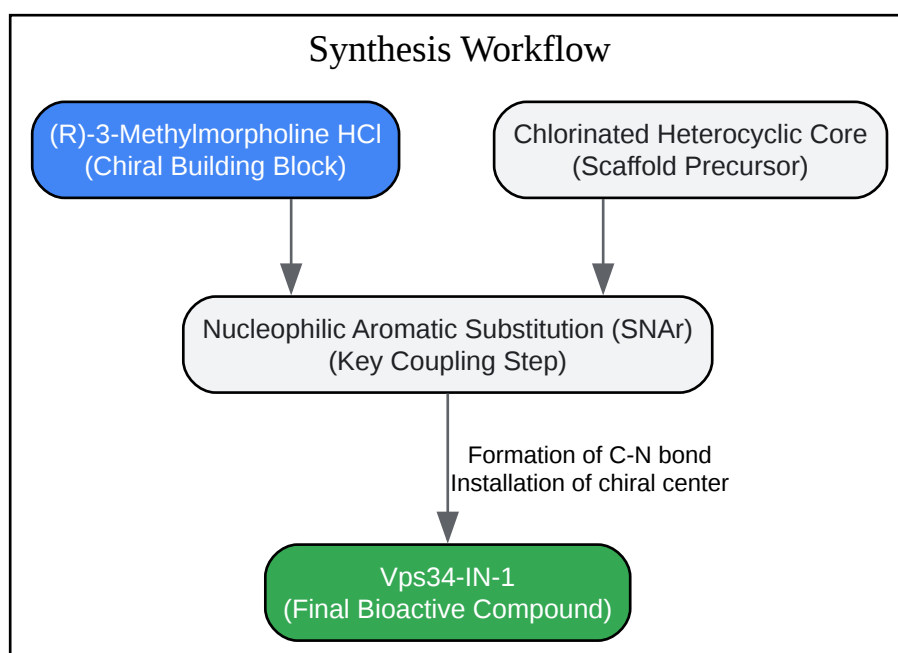 Synthesis Workflow
(R)-3-Methylmorpholine HCl
(Chiral Building Block)
Chlorinated Heterocyclic Core
(Scaffold Precursor)
Nucleophilic Aromatic Substitution (SNAr)
(Key Coupling Step)
Formation of C-N bond
Installation of chiral center
Vps34-IN-1
(Final Bioactive Compound)